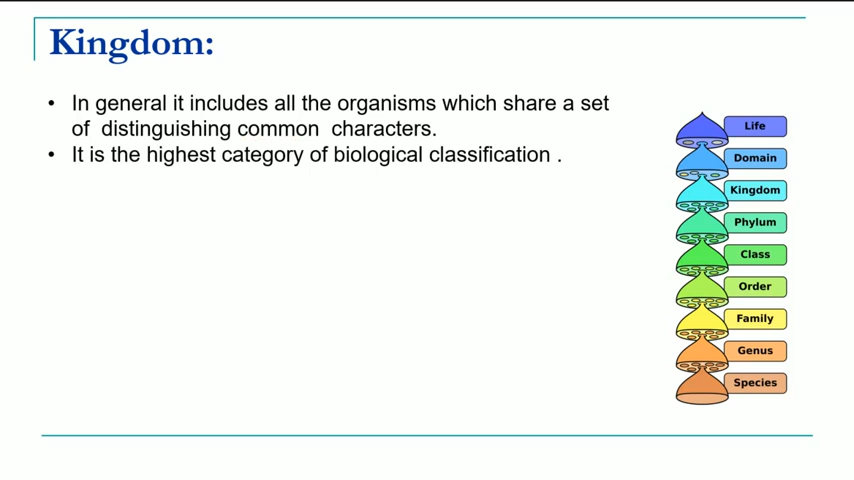 Kingdom:
• In general it includes all the organisms which share a set
of distinguishing common characters.
• It is the highest category of biological classification .
Life
Domain
Kingdom
Phylum
Class
Order
Family
Genus
Species